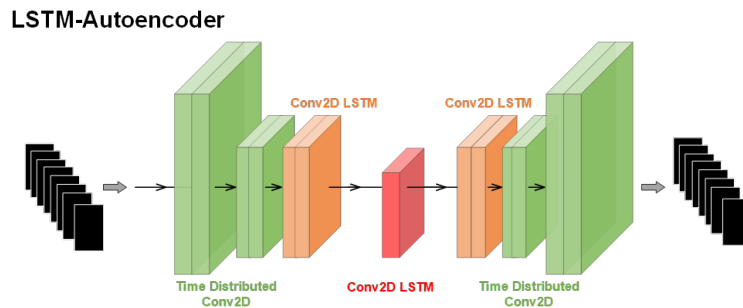 LSTM-Autoencoder
Conv2D LSTM
Conv2D LSTM
Time Distributed
Conv2D
Conv2D LSTM
Time Distributed
Conv2D